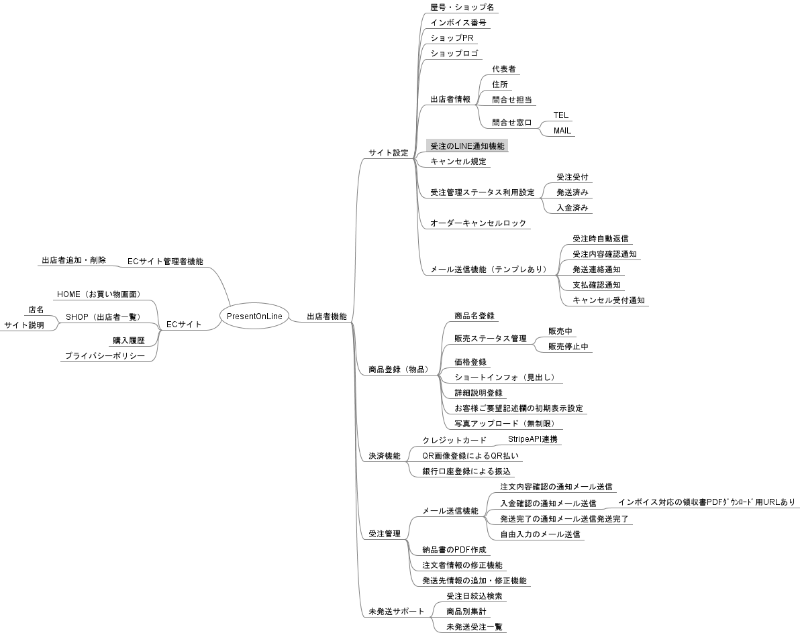 PresentOnLine
ECサイト管理者機能
出店者追加・削除
ECサイト
HOME（お買い物画面）
SHOP（出店者一覧）
店名
サイト説明
購入履歴
プライバシーポリシー
出店者機能
サイト設定
屋号・ショップ名
インボイス番号
ショップPR
ショップロゴ
出店者情報
代表者
住所
問合せ担当
問合せ窓口
TEL
MAIL
受注のLINE通知機能
キャンセル規定
受注管理ステータス利用設定
受注受付
発送済み
入金済み
オーダーキャンセルロック
メール送信機能（テンプレあり）
受注時自動返信
受注内容確認通知
発送連絡通知
支払確認通知
キャンセル受付通知
商品登録（物品）
商品名登録
販売ステータス管理
販売中
販売停止中
価格登録
ショートインフォ（見出し）
詳細説明登録
お客様ご要望記述欄の初期表示設定
写真アップロード（無制限）
決済機能
クレジットカード
StripeAPI連携
QR画像登録によるQR払い
銀行口座登録による振込
受注管理
メール送信機能
注文内容確認の通知メール送信
入金確認の通知メール送信
インボイス対応の領収書PDFﾀﾞｳﾝﾛｰﾄﾞ用URLあり
発送完了の通知メール送信発送完了
自由入力のメール送信
納品書のPDF作成
注文者情報の修正機能
発送先情報の追加・修正機能
未発送サポート
受注日絞込検索
商品別集計
未発送受注一覧